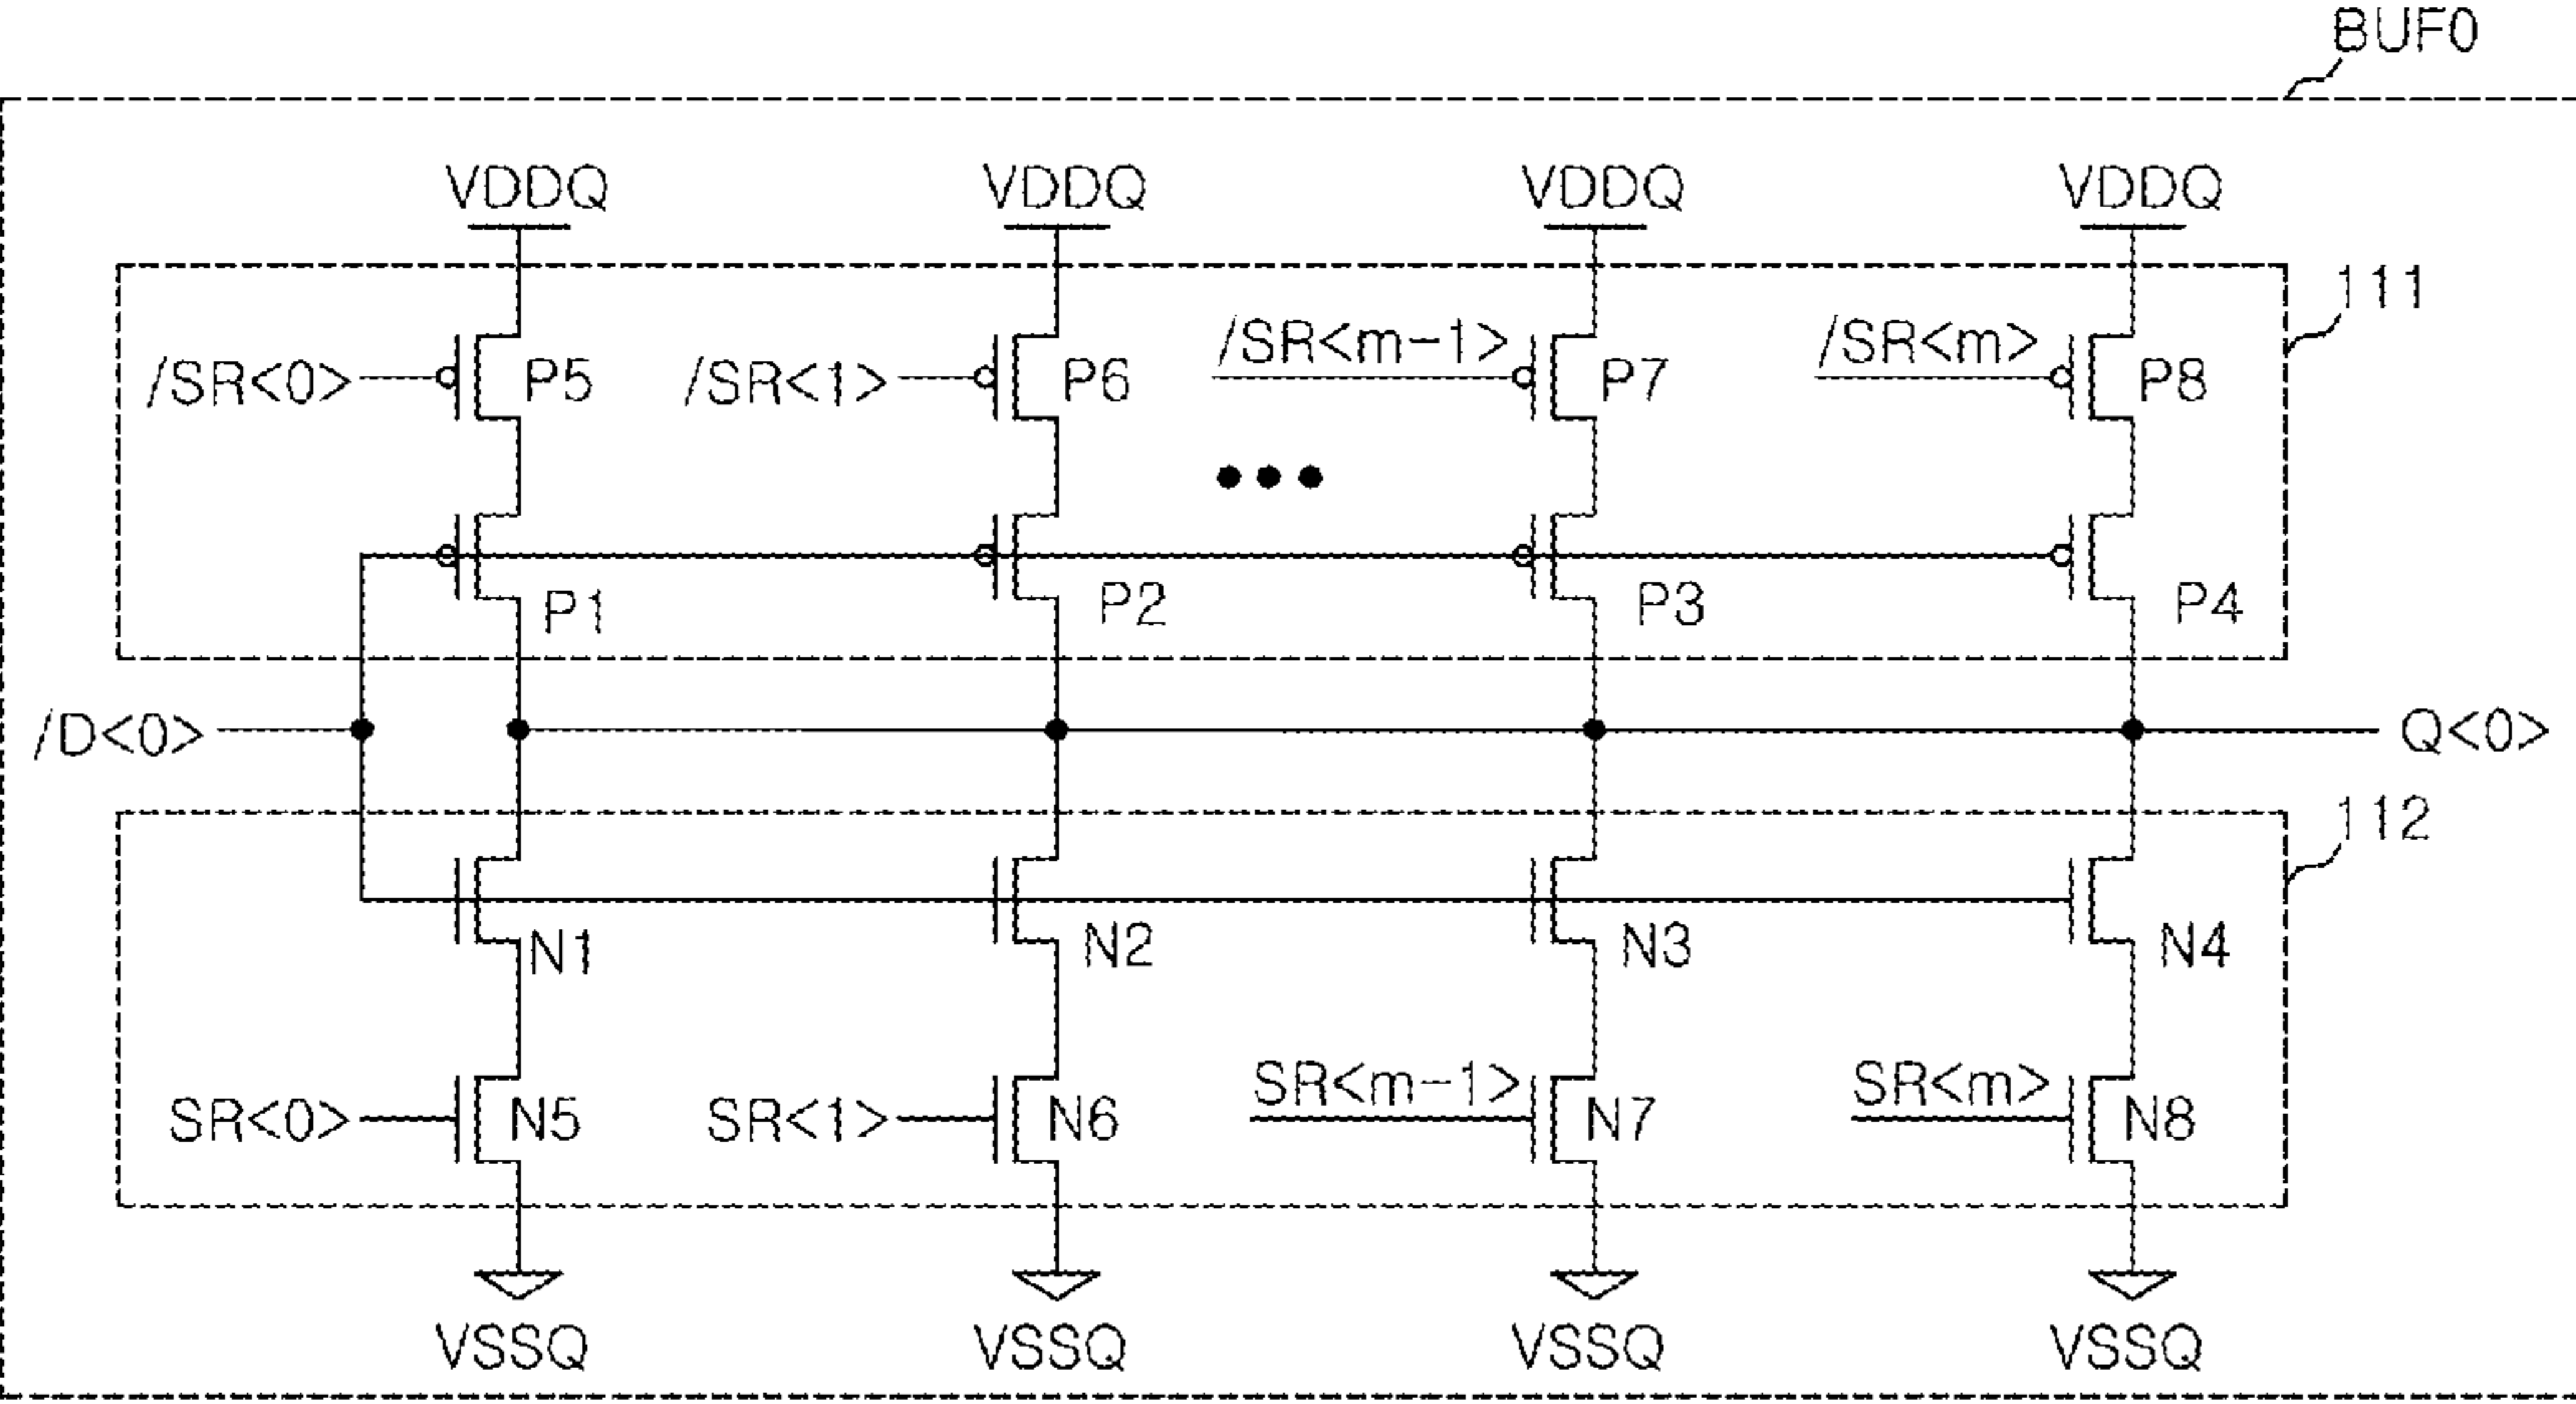 BUF0
VDDQ VDDQ VDDQ VDDQ
111
/SR<0> P5 /SR<1> P6 /SR<m-1> P7 /SR<m> P8
P1 P2 P3 P4
/D<0> Q<0>
112
N1 N2 N3 N4
SR<0> N5 SR<1> N6 SR<m-1> N7 SR<m> N8
VSSQ VSSQ VSSQ VSSQ